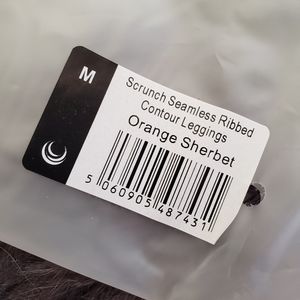 M
Scrunch Seamless Ribbed
Contour Leggings
Orange Sherbet
5 060905 487431